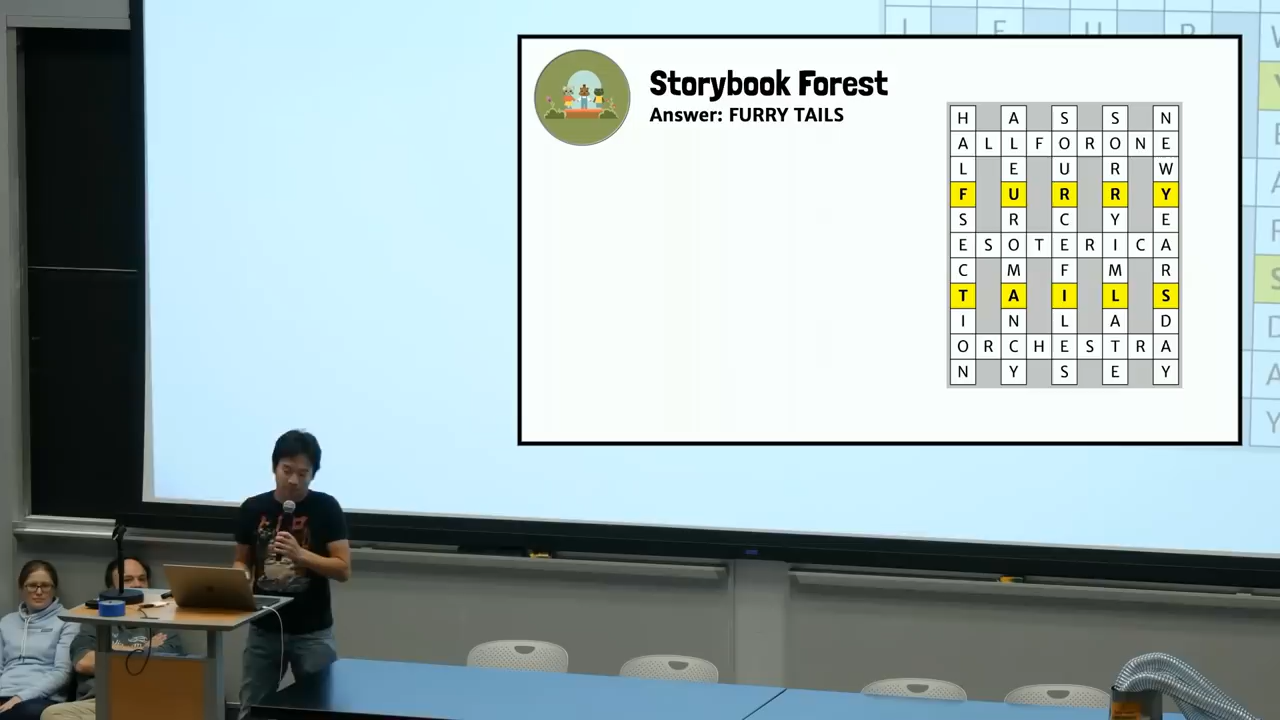 Storybook Forest
Answer: FURRY TAILS
H A S S N
A L L F O R O N E
L E U R W
F U R R Y
S R C Y E
E S O T E R I C A
C M F M R
T A I L S
I N L A D
O R C H E S T R A
N Y S E Y